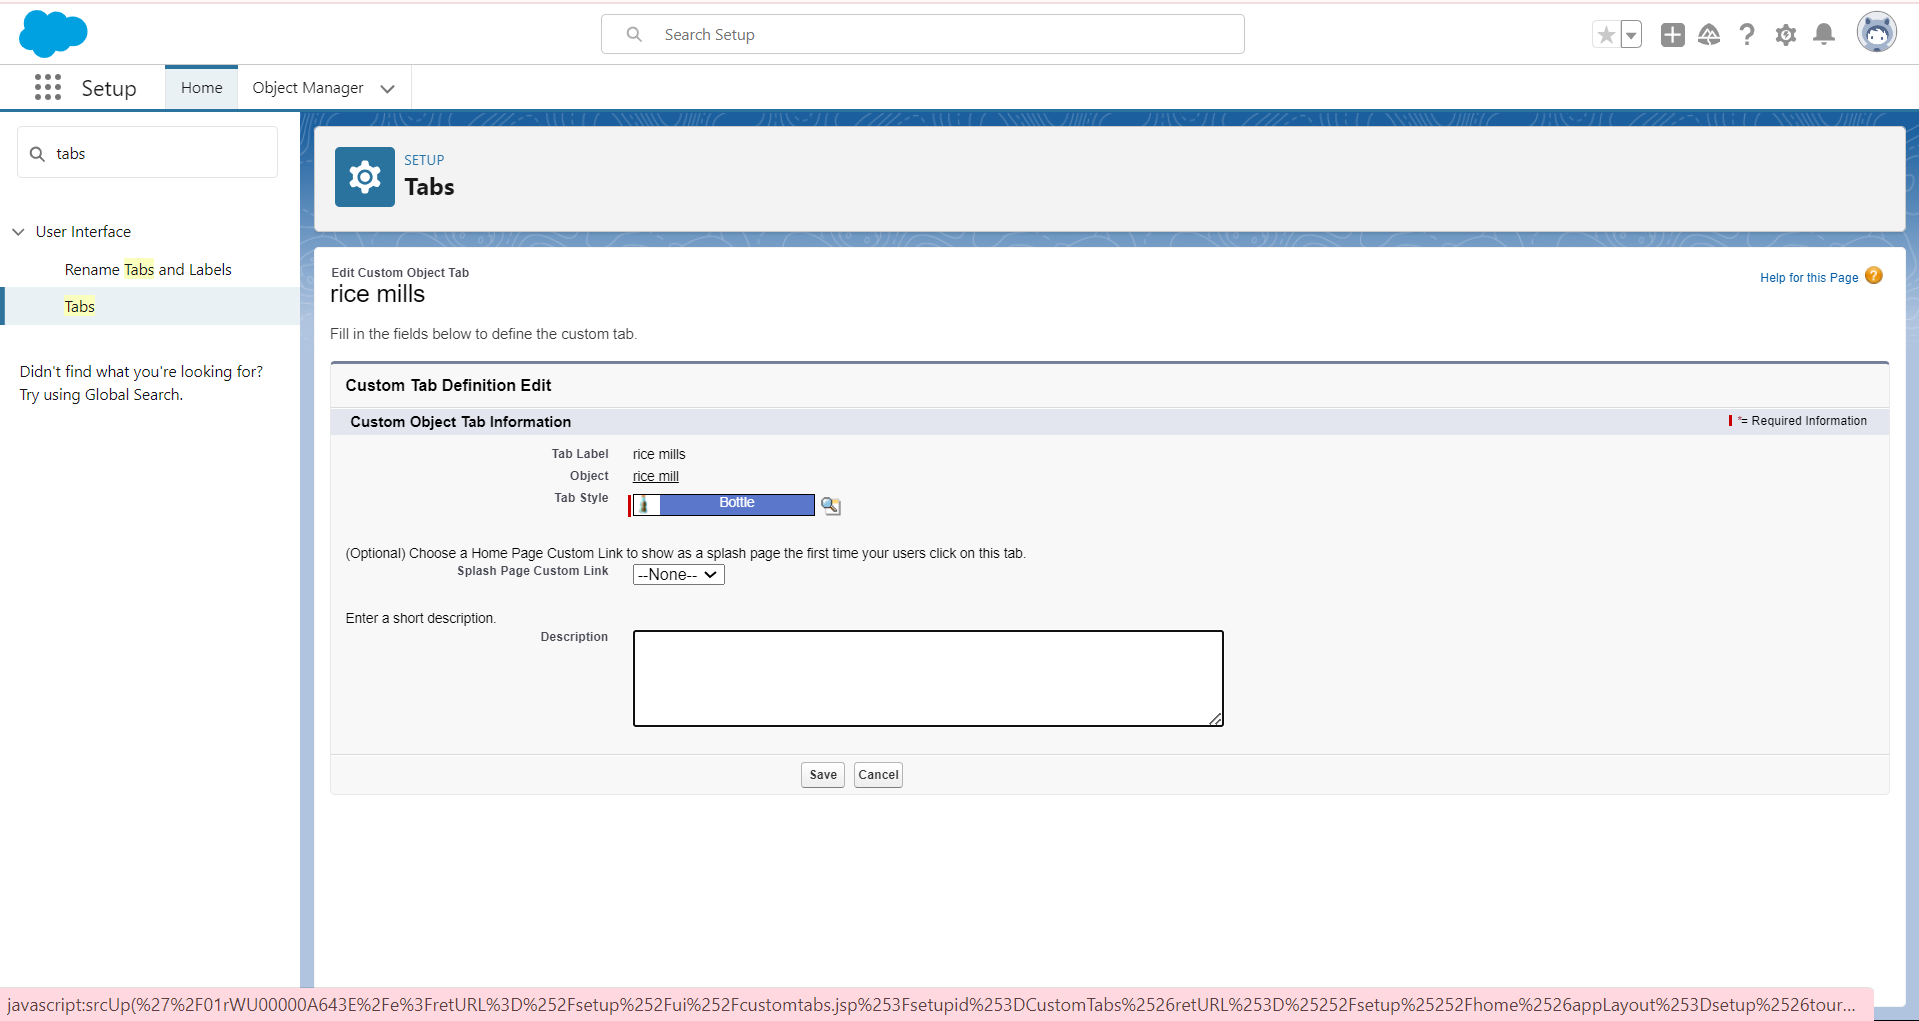 Search Setup
Setup
Home
Object Manager
tabs
User Interface
Rename Tabs and Labels
Tabs
Didn't find what you're looking for?
Try using Global Search.
SETUP
Tabs
Edit Custom Object Tab
rice mills
Help for this Page
Fill in the fields below to define the custom tab.
Custom Tab Definition Edit
Custom Object Tab Information
*= Required Information
Tab Label rice mills
Object rice mill
Tab Style Bottle
(Optional) Choose a Home Page Custom Link to show as a splash page the first time your users click on this tab.
Splash Page Custom Link --None--
Enter a short description.
Description
Save Cancel
javascript:srcUp(%27%2F01rWU00000A643E%2Fe%3FretURL%3D%252Fsetup%252Fui%252Fcustomtabs.jsp%253Fsetupid%253DCustomTabs%2526retURL%253D%25252Fsetup%25252Fhome%2526appLayout%253Dsetup%2526tour...